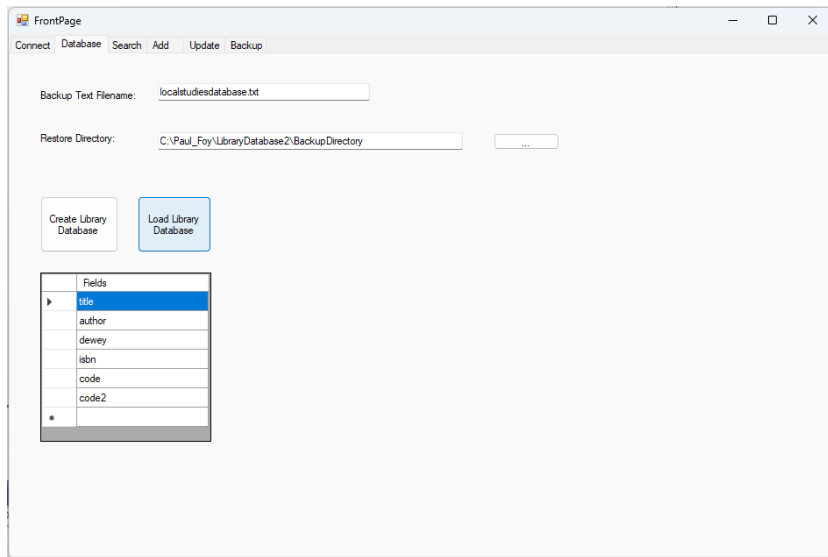 FrontPage
Connect Database Search Add Update Backup
Backup Text Filename: localstudiesdatabase.txt
Restore Directory: C:\Paul_Foy\LibraryDatabase2\BackupDirectory ...
Create Library Database
Load Library Database
Fields
title
author
dewey
isbn
code
code2